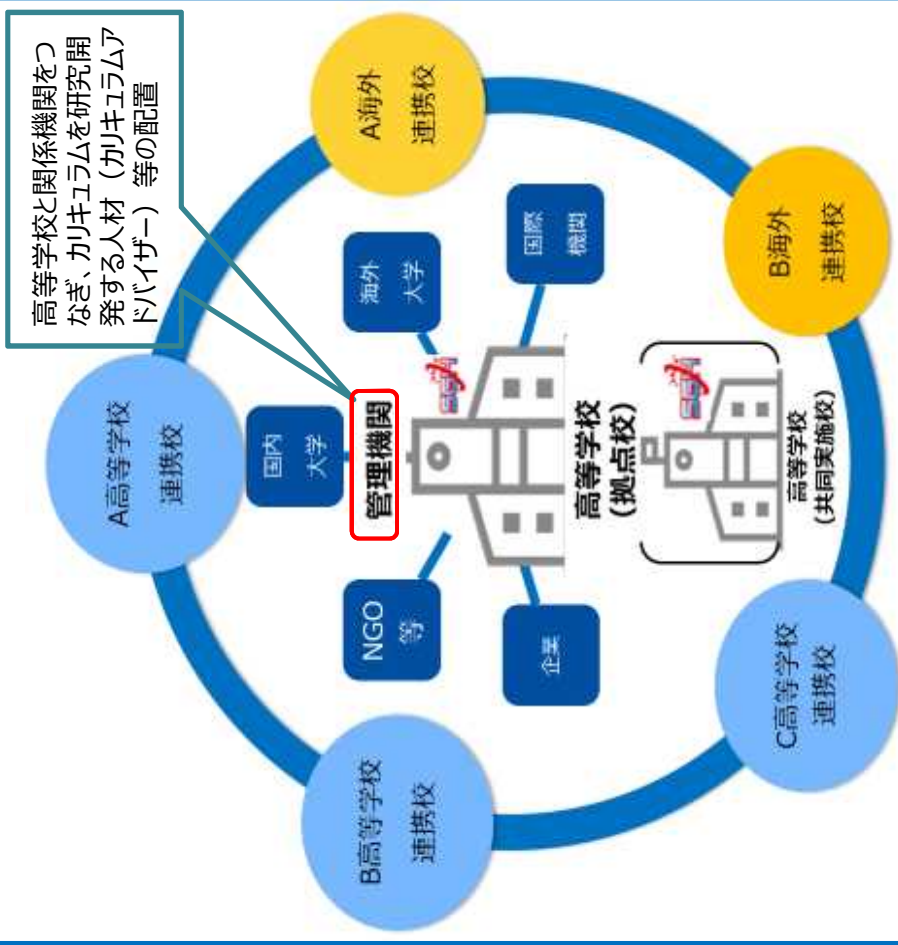 高等学校と関係機関をつ
なぎ、カリキュラムを研究開
発する人材（カリキュラムア
ドバイザー）等の配置
A高等学校
連携校
A海外
連携校
B海外
連携校
C高等学校
連携校
B高等学校
連携校
国内
大学
海外
大学
国際
機関
NGO
等
企業
管理機関
高等学校
（拠点校）
高等学校
（共同実施校）